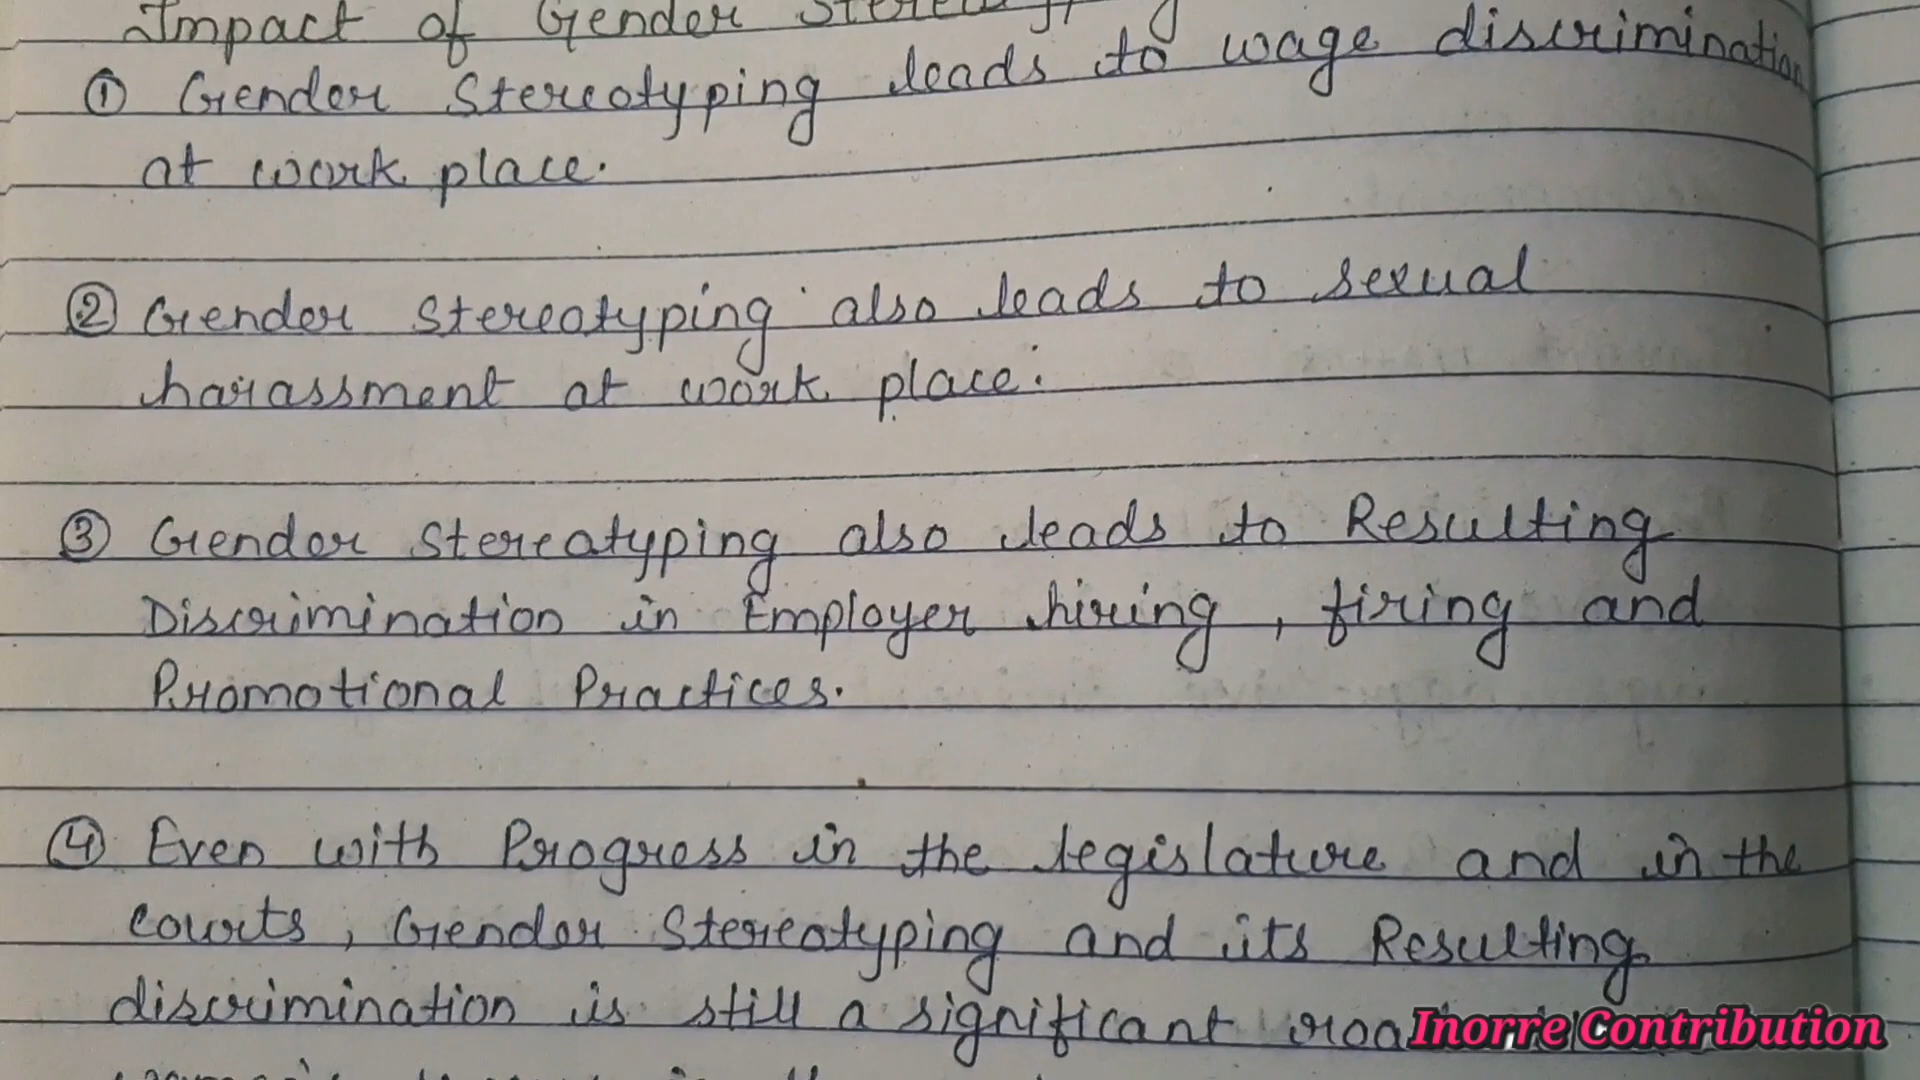 Impact of Gender
① Gender Stereotyping leads to wage discrimination
at work place.
② Gender Stereotyping also leads to sexual
harassment at work place.
③ Gender Stereotyping also leads to Resulting
Discrimination in Employer hiring, firing and
Promotional Practices.
④ Even with Progress in the legislature and in the
courts, Gender Stereotyping and its Resulting
discrimination is still a significant
Inorre Contribution